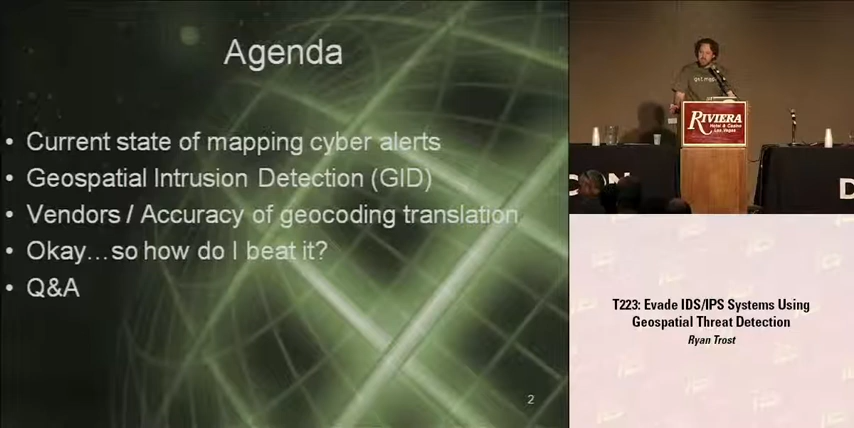 Agenda
• Current state of mapping cyber alerts
• Geospatial Intrusion Detection (GID)
• Vendors / Accuracy of geocoding translation
• Okay…so how do I beat it?
• Q&A
2
RIVIERA
Hotel & Casino
Las Vegas
CON
D
T223: Evade IDS/IPS Systems Using
Geospatial Threat Detection
Ryan Trost